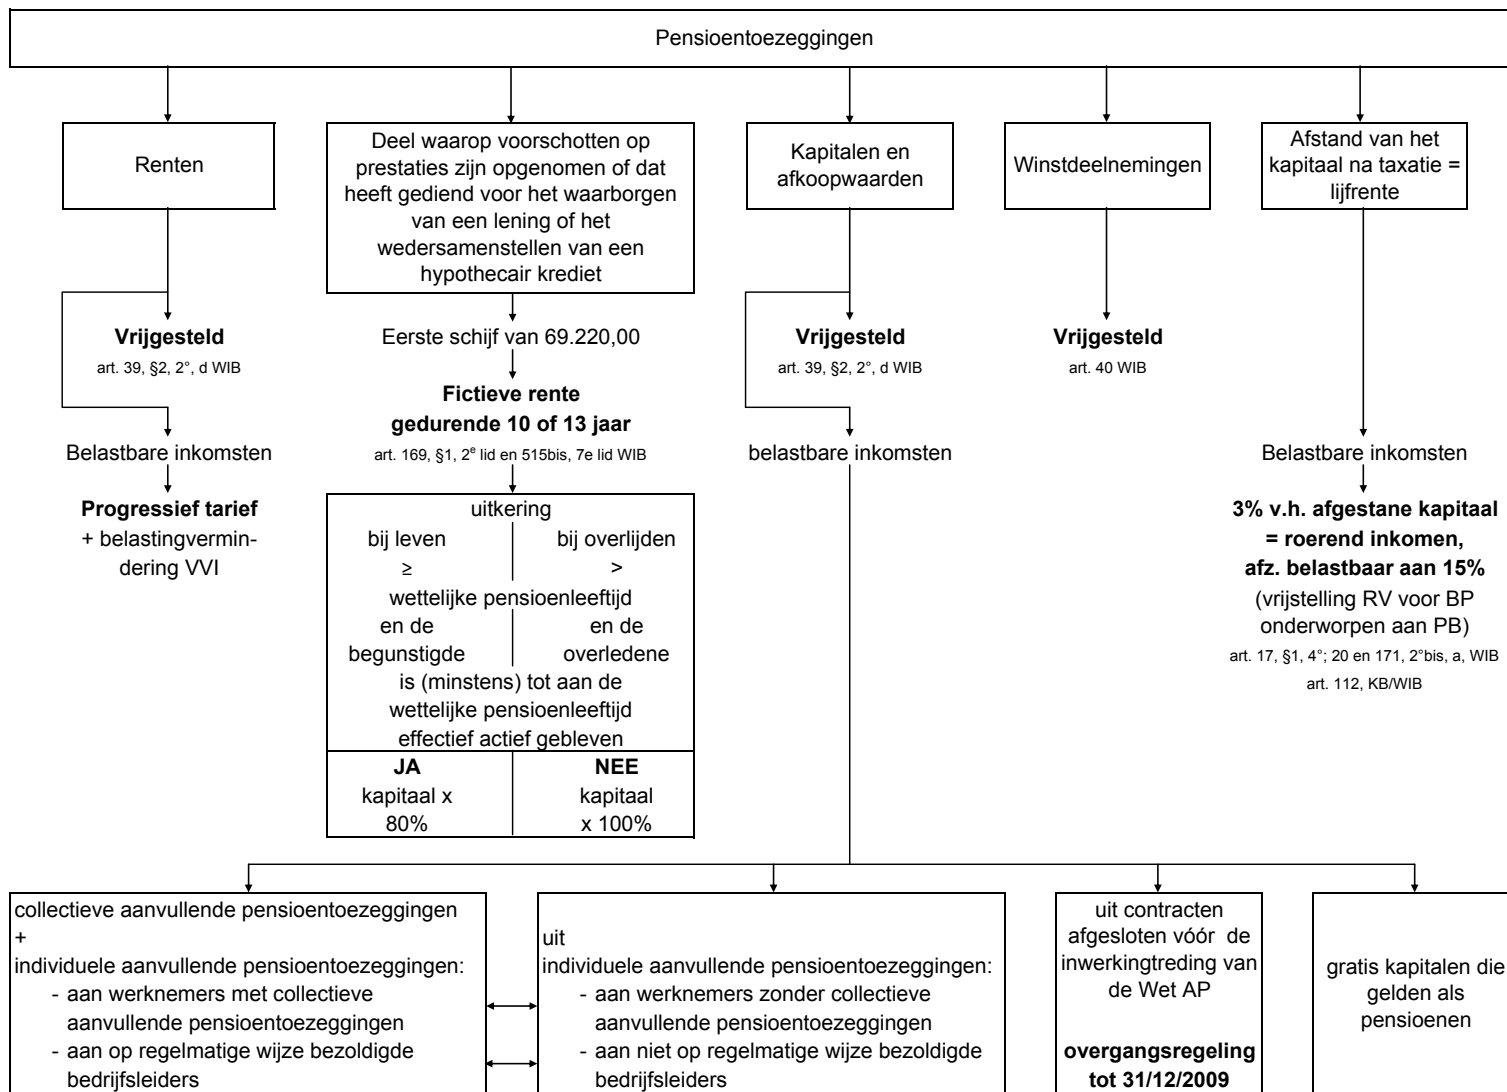 Pensioentoezeggingen
Renten
Deel waarop voorschotten op
prestaties zijn opgenomen of dat
heeft gediend voor het waarborgen
van een lening of het
wedersamenstellen van een
hypothecair krediet
Kapitalen en
afkoopwaarden
Winstdeelnemingen
Afstand van het
kapitaal na taxatie =
lijfrente
Vrijgesteld
art. 39, §2, 2°, d WIB
Belastbare inkomsten
Progressief tarief
+ belastingvermin-
dering VVI
Eerste schijf van 69.220,00
Fictieve rente
gedurende 10 of 13 jaar
art. 169, §1, 2e lid en 515bis, 7e lid WIB
uitkering
bij leven bij overlijden
≥ >
wettelijke pensioenleeftijd
en de en de
begunstigde overledene
is (minstens) tot aan de
wettelijke pensioenleeftijd
effectief actief gebleven
JA NEE
kapitaal x kapitaal
80% x 100%
Vrijgesteld
art. 39, §2, 2°, d WIB
belastbare inkomsten
Vrijgesteld
art. 40 WIB
Belastbare inkomsten
3% v.h. afgestane kapitaal
= roerend inkomen,
afz. belastbaar aan 15%
(vrijstelling RV voor BP
onderworpen aan PB)
art. 17, §1, 4°; 20 en 171, 2°bis, a, WIB
art. 112, KB/WIB
collectieve aanvullende pensioentoezeggingen
+
individuele aanvullende pensioentoezeggingen:
- aan werknemers met collectieve
aanvullende pensioentoezeggingen
- aan op regelmatige wijze bezoldigde
bedrijfsleiders
uit
individuele aanvullende pensioentoezeggingen:
- aan werknemers zonder collectieve
aanvullende pensioentoezeggingen
- aan niet op regelmatige wijze bezoldigde
bedrijfsleiders
uit contracten
afgesloten vóór de
inwerkingtreding van
de Wet AP
overgangsregeling
tot 31/12/2009
gratis kapitalen die
gelden als
pensioenen